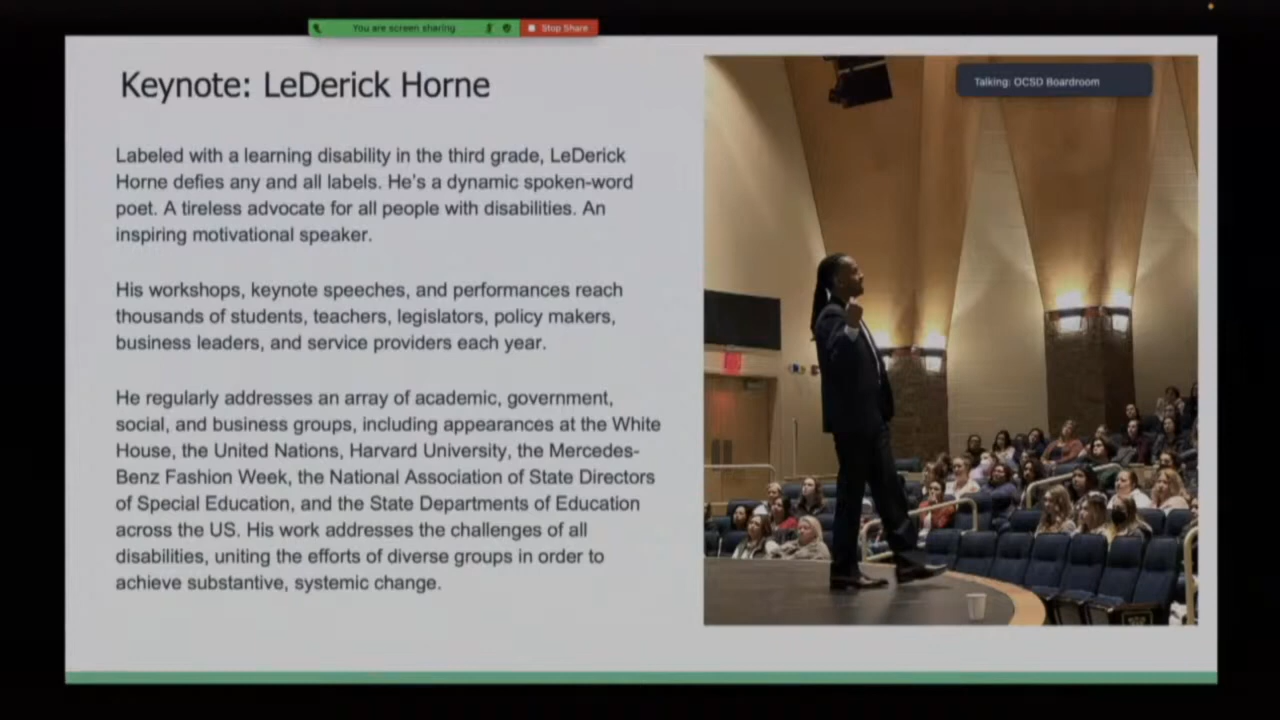 You are screen sharing
Stop Share
Keynote: LeDerick Horne
Talking: OCSD Boardroom
Labeled with a learning disability in the third grade, LeDerick
Horne defies any and all labels. He's a dynamic spoken-word
poet. A tireless advocate for all people with disabilities. An
inspiring motivational speaker.
His workshops, keynote speeches, and performances reach
thousands of students, teachers, legislators, policy makers,
business leaders, and service providers each year.
He regularly addresses an array of academic, government,
social, and business groups, including appearances at the White
House, the United Nations, Harvard University, the Mercedes-
Benz Fashion Week, the National Association of State Directors
of Special Education, and the State Departments of Education
across the US. His work addresses the challenges of all
disabilities, uniting the efforts of diverse groups in order to
achieve substantive, systemic change.